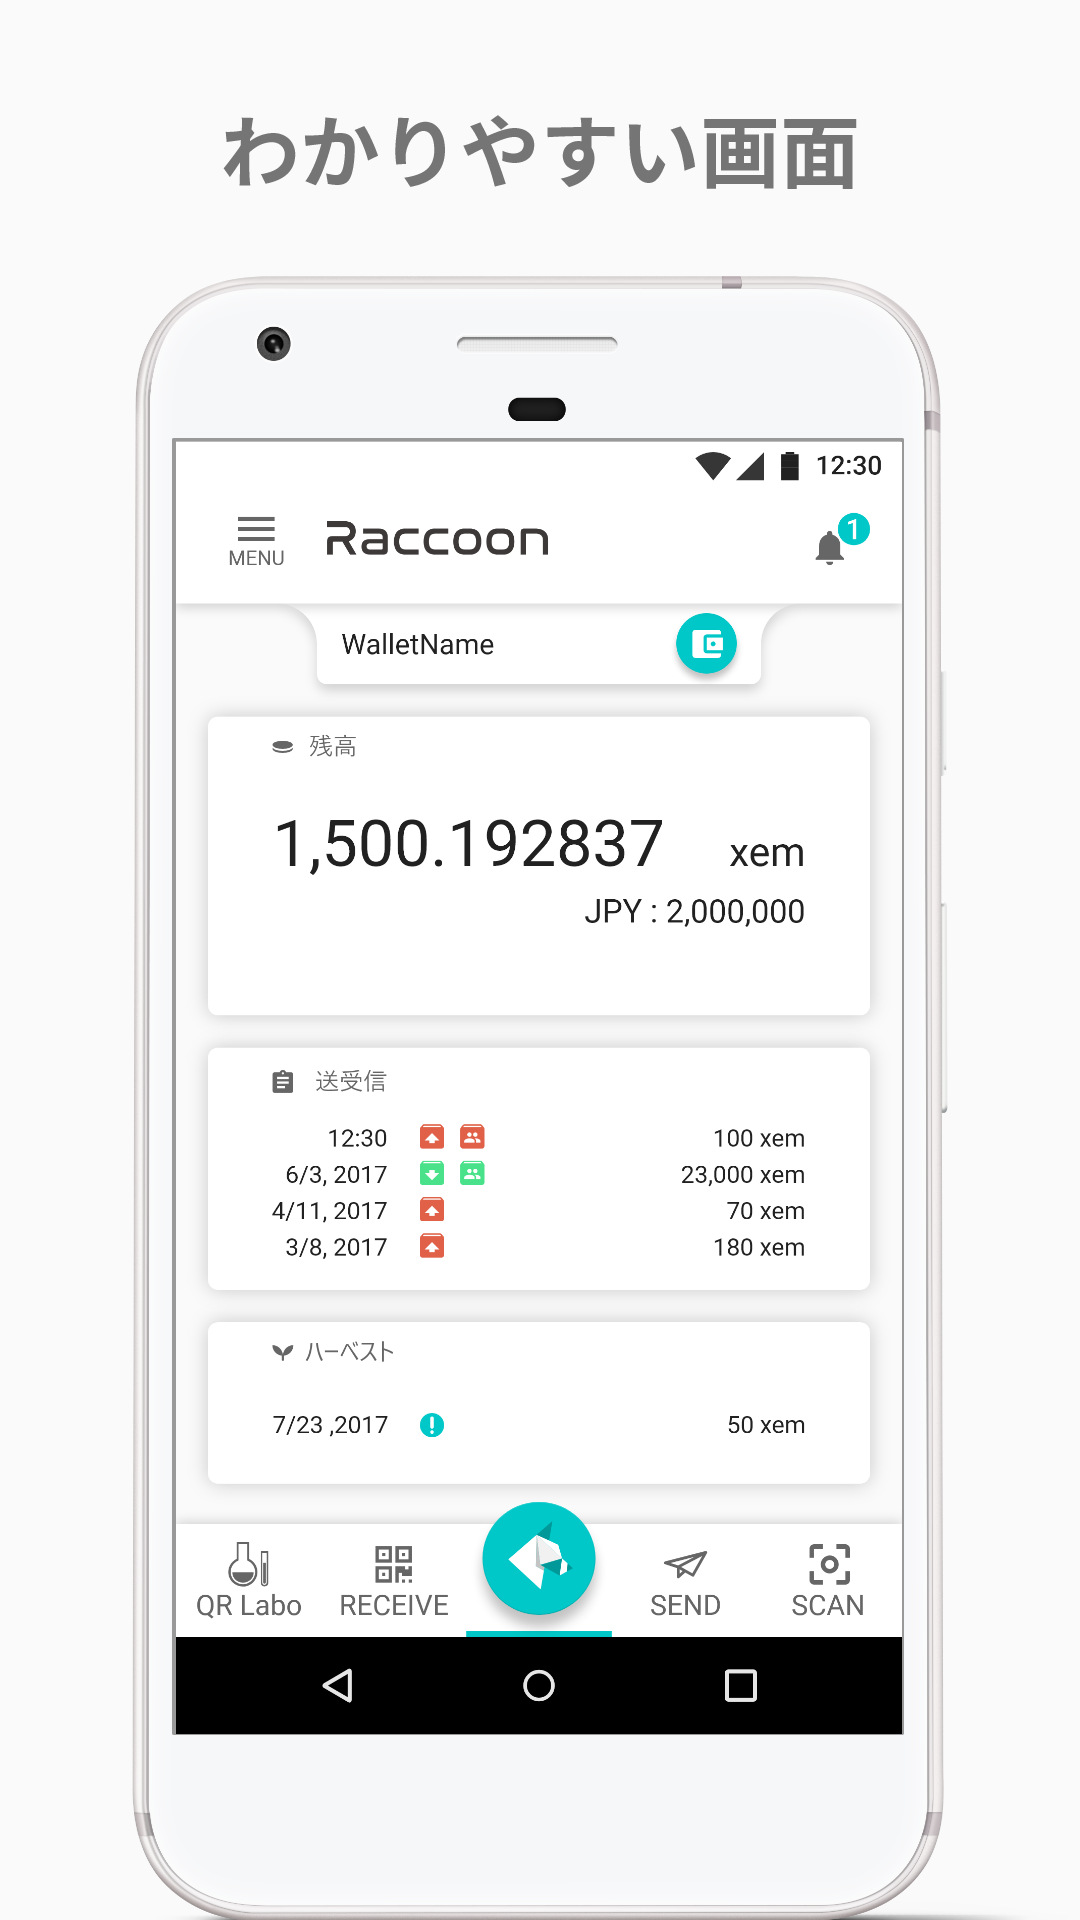 わかりやすい画面
12:30
MENU
Raccoon
1
WalletName
残高
1,500.192837 xem
JPY : 2,000,000
送受信
12:30 100 xem
6/3, 2017 23,000 xem
4/11, 2017 70 xem
3/8, 2017 180 xem
ハーベスト
7/23 ,2017 50 xem
QR Labo RECEIVE SEND SCAN